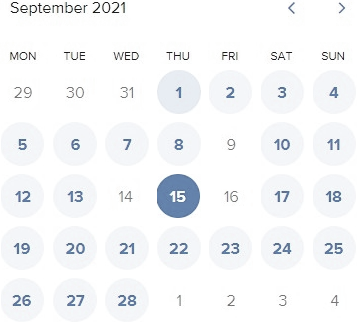 September 2021
MON TUE WED THU FRI SAT SUN
29 30 31 1 2 3 4
5 6 7 8 9 10 11
12 13 14 15 16 17 18
19 20 21 22 23 24 25
26 27 28 1 2 3 4